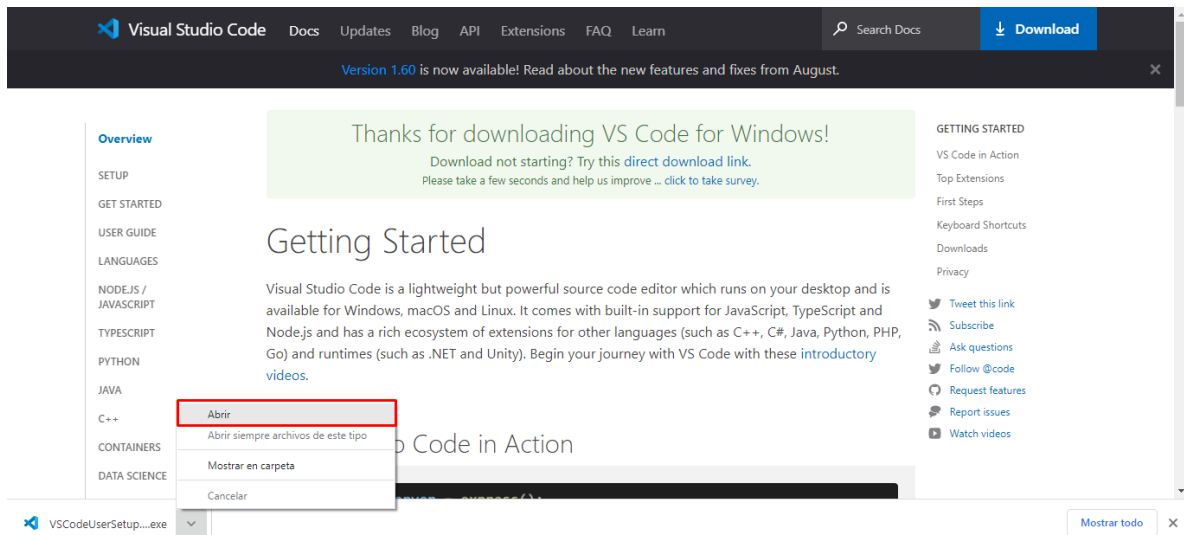 Visual Studio Code Docs Updates Blog API Extensions FAQ Learn Search Docs Download
Version 1.60 is now available! Read about the new features and fixes from August.
Overview
SETUP
GET STARTED
USER GUIDE
LANGUAGES
NODE.JS /
JAVASCRIPT
TYPESCRIPT
PYTHON
JAVA
C++
CONTAINERS
DATA SCIENCE
Thanks for downloading VS Code for Windows!
Download not starting? Try this direct download link.
Please take a few seconds and help us improve ... click to take survey.
Getting Started
Visual Studio Code is a lightweight but powerful source code editor which runs on your desktop and is
available for Windows, macOS and Linux. It comes with built-in support for JavaScript, TypeScript and
Node.js and has a rich ecosystem of extensions for other languages (such as C++, C#, Java, Python, PHP,
Go) and runtimes (such as .NET and Unity). Begin your journey with VS Code with these introductory
videos.
Code in Action
GETTING STARTED
VS Code in Action
Top Extensions
First Steps
Keyboard Shortcuts
Downloads
Privacy
Tweet this link
Subscribe
Ask questions
Follow @code
Request features
Report issues
Watch videos
Abrir
Abrir siempre archivos de este tipo
Mostrar en carpeta
Cancelar
VSCodeUserSetup....exe
Mostrar todo